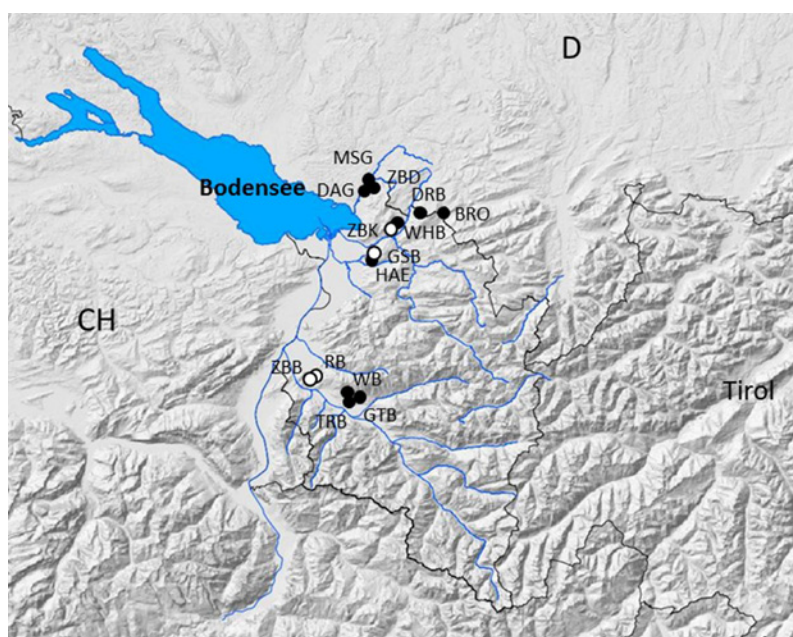 D
MSG
ZBD
Bodensee
DAG
DRB
BRO
ZBK
WHB
GSB
HAE
CH
RB
ZBB
WB
Tirol
TRB
GTB